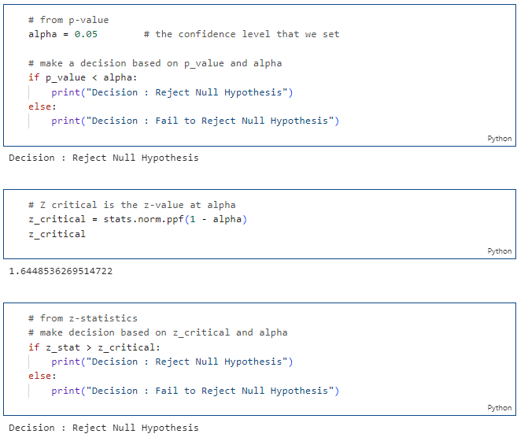 # from p-value
alpha = 0.05        # the confidence level that we set

# make a decision based on p_value and alpha
if p_value < alpha:
    print("Decision : Reject Null Hypothesis")
else:
    print("Decision : Fail to Reject Null Hypothesis")
Python
Decision : Reject Null Hypothesis
# Z critical is the z-value at alpha
z_critical = stats.norm.ppf(1 - alpha)
z_critical
Python
1.6448536269514722
# from z-statistics
# make decision based on z_critical and alpha
if z_stat > z_critical:
    print("Decision : Reject Null Hypothesis")
else:
    print("Decision : Fail to Reject Null Hypothesis")
Python
Decision : Reject Null Hypothesis